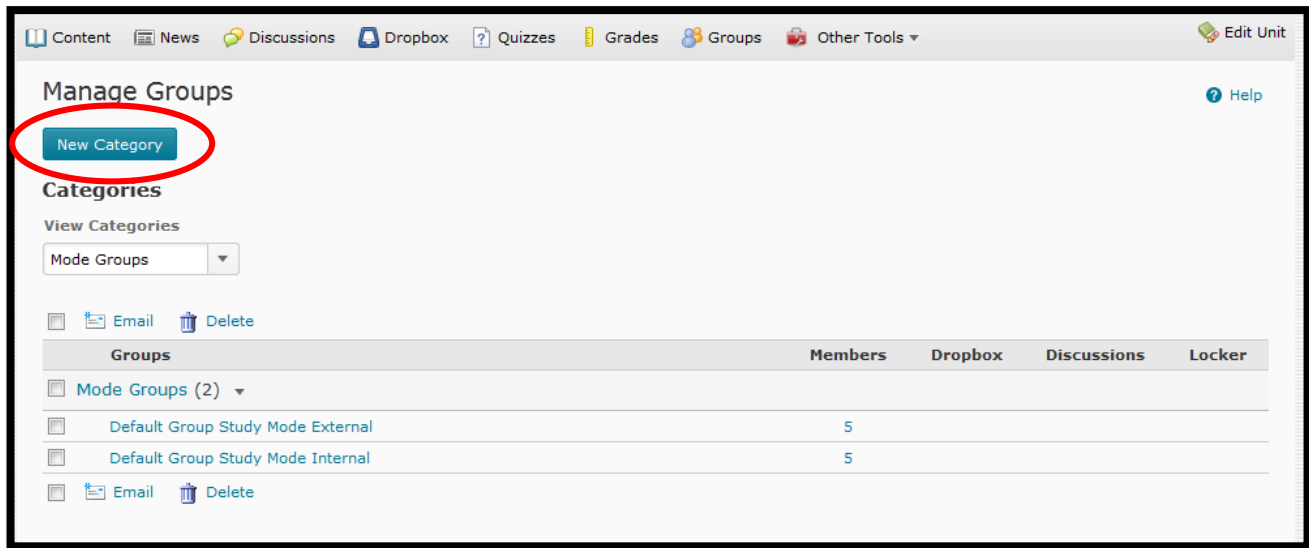 Content News Discussions Dropbox Quizzes Grades Groups Other Tools Edit Unit
Manage Groups
Help
New Category
Categories
View Categories
Mode Groups
Email Delete
Groups Members Dropbox Discussions Locker
Mode Groups (2)
Default Group Study Mode External 5
Default Group Study Mode Internal 5
Email Delete